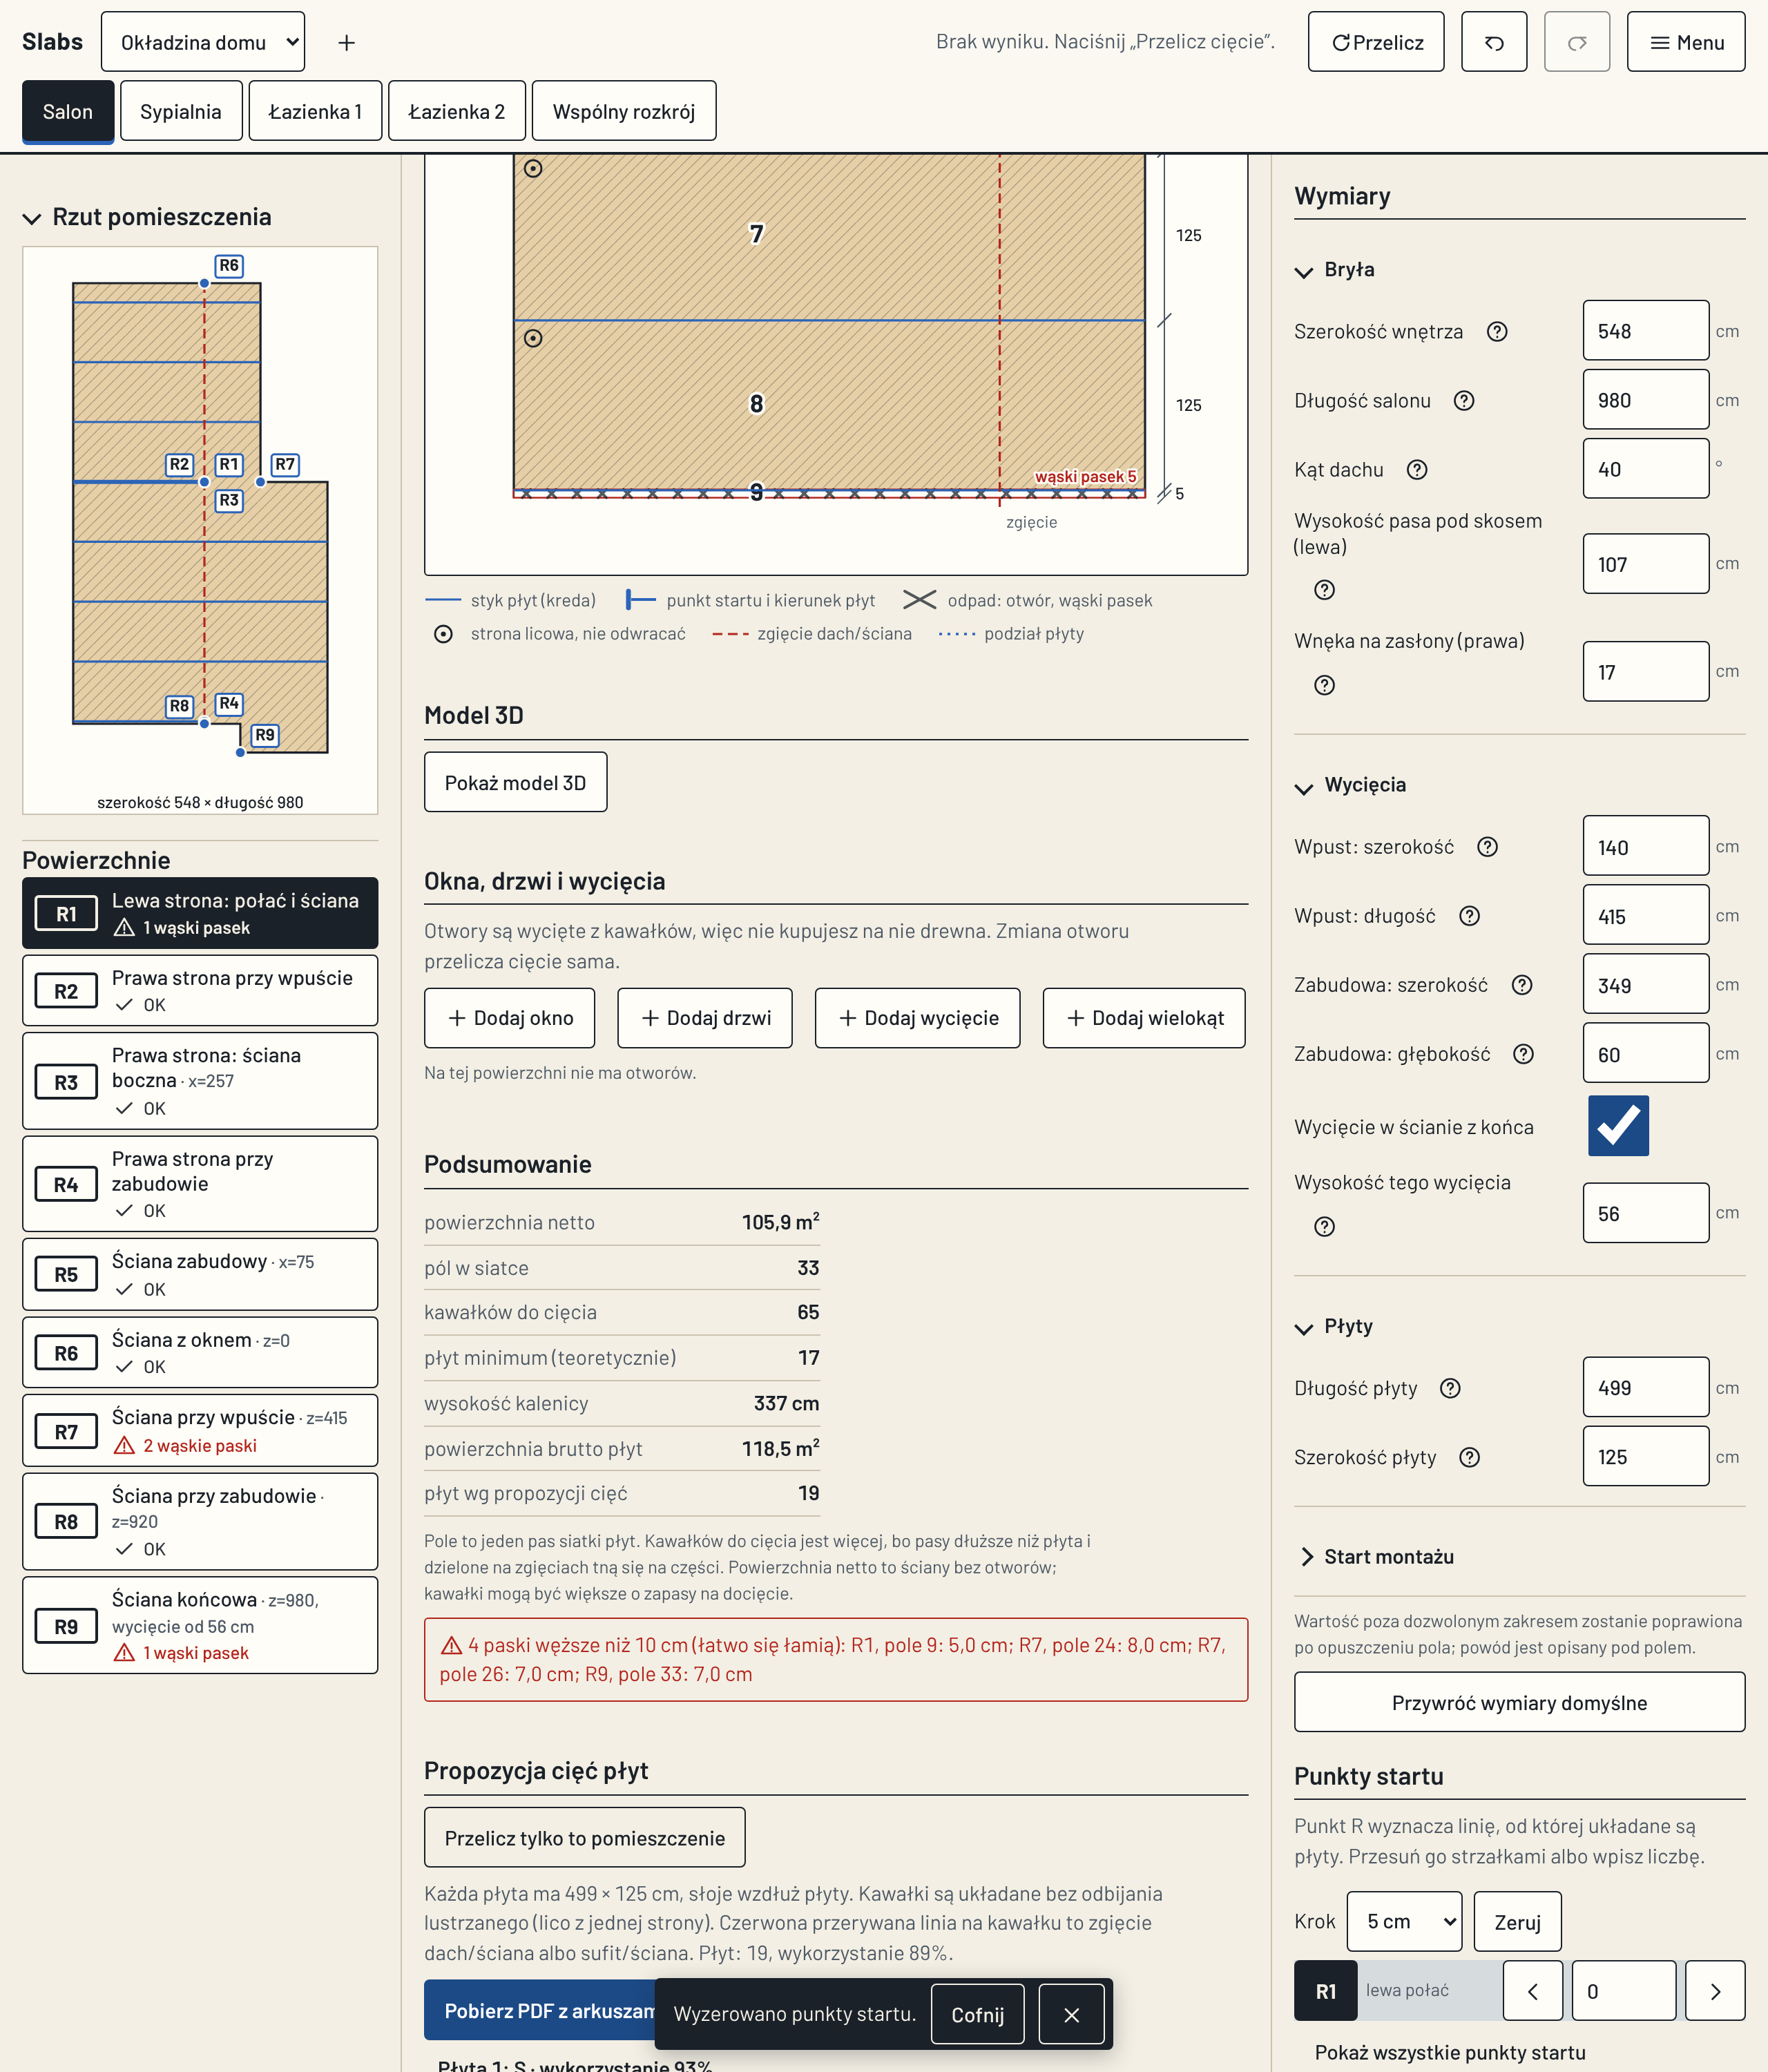 Slabs
Okładzina domu
Brak wyniku. Naciśnij „Przelicz cięcie”.
Przelicz
Menu
Salon
Sypialnia
Łazienka 1
Łazienka 2
Wspólny rozkrój
Rzut pomieszczenia
R6
R2
R1
R7
R3
R8
R4
R9
szerokość 548 × długość 980
Powierzchnie
R1
Lewa strona: połać i ściana
1 wąski pasek
R2
Prawa strona przy wpuście
OK
R3
Prawa strona: ściana
boczna · x=257
OK
R4
Prawa strona przy
zabudowie
OK
R5
Ściana zabudowy · x=75
OK
R6
Ściana z oknem · z=0
OK
R7
Ściana przy wpuście · z=415
2 wąskie paski
R8
Ściana przy zabudowie ·
z=920
OK
R9
Ściana końcowa · z=980,
wycięcie od 56 cm
1 wąski pasek
7
125
8
125
wąski pasek 5
9
5
zgięcie
styk płyt (kreda)
punkt startu i kierunek płyt
odpad: otwór, wąski pasek
strona licowa, nie odwracać
zgięcie dach/ściana
podział płyty
Model 3D
Pokaż model 3D
Okna, drzwi i wycięcia
Otwory są wycięte z kawałków, więc nie kupujesz na nie drewna. Zmiana otworu
przelicza cięcie sama.
Dodaj okno
Dodaj drzwi
Dodaj wycięcie
Dodaj wielokąt
Na tej powierzchni nie ma otworów.
Podsumowanie
powierzchnia netto 105,9 m²
pól w siatce 33
kawałków do cięcia 65
płyt minimum (teoretycznie) 17
wysokość kalenicy 337 cm
powierzchnia brutto płyt 118,5 m²
płyt wg propozycji cięć 19
Pole to jeden pas siatki płyt. Kawałków do cięcia jest więcej, bo pasy dłuższe niż płyta i
dzielone na zgięciach tną się na części. Powierzchnia netto to ściany bez otworów;
kawałki mogą być większe o zapasy na docięcie.
4 paski węższe niż 10 cm (łatwo się łamią): R1, pole 9: 5,0 cm; R7, pole 24: 8,0 cm; R7,
pole 26: 7,0 cm; R9, pole 33: 7,0 cm
Propozycja cięć płyt
Przelicz tylko to pomieszczenie
Każda płyta ma 499 × 125 cm, słoje wzdłuż płyty. Kawałki są układane bez odbijania
lustrzanego (lico z jednej strony). Czerwona przerywana linia na kawałku to zgięcie
dach/ściana albo sufit/ściana. Płyt: 19, wykorzystanie 89%.
Pobierz PDF z arkuszam
Wyzerowano punkty startu.
Cofnij
Płyta 1: S · wykorzystanie 93%
Wymiary
Bryła
Szerokość wnętrza 548 cm
Długość salonu 980 cm
Kąt dachu 40 °
Wysokość pasa pod skosem
(lewa)
107 cm
Wnęka na zasłony (prawa)
17 cm
Wycięcia
Wpust: szerokość 140 cm
Wpust: długość 415 cm
Zabudowa: szerokość 349 cm
Zabudowa: głębokość 60 cm
Wycięcie w ścianie z końca
Wysokość tego wycięcia
56 cm
Płyty
Długość płyty 499 cm
Szerokość płyty 125 cm
Start montażu
Wartość poza dozwolonym zakresem zostanie poprawiona
po opuszczeniu pola; powód jest opisany pod polem.
Przywróć wymiary domyślne
Punkty startu
Punkt R wyznacza linię, od której układane są
płyty. Przesuń go strzałkami albo wpisz liczbę.
Krok
5 cm
Zeruj
R1
lewa połać
0
Pokaż wszystkie punkty startu